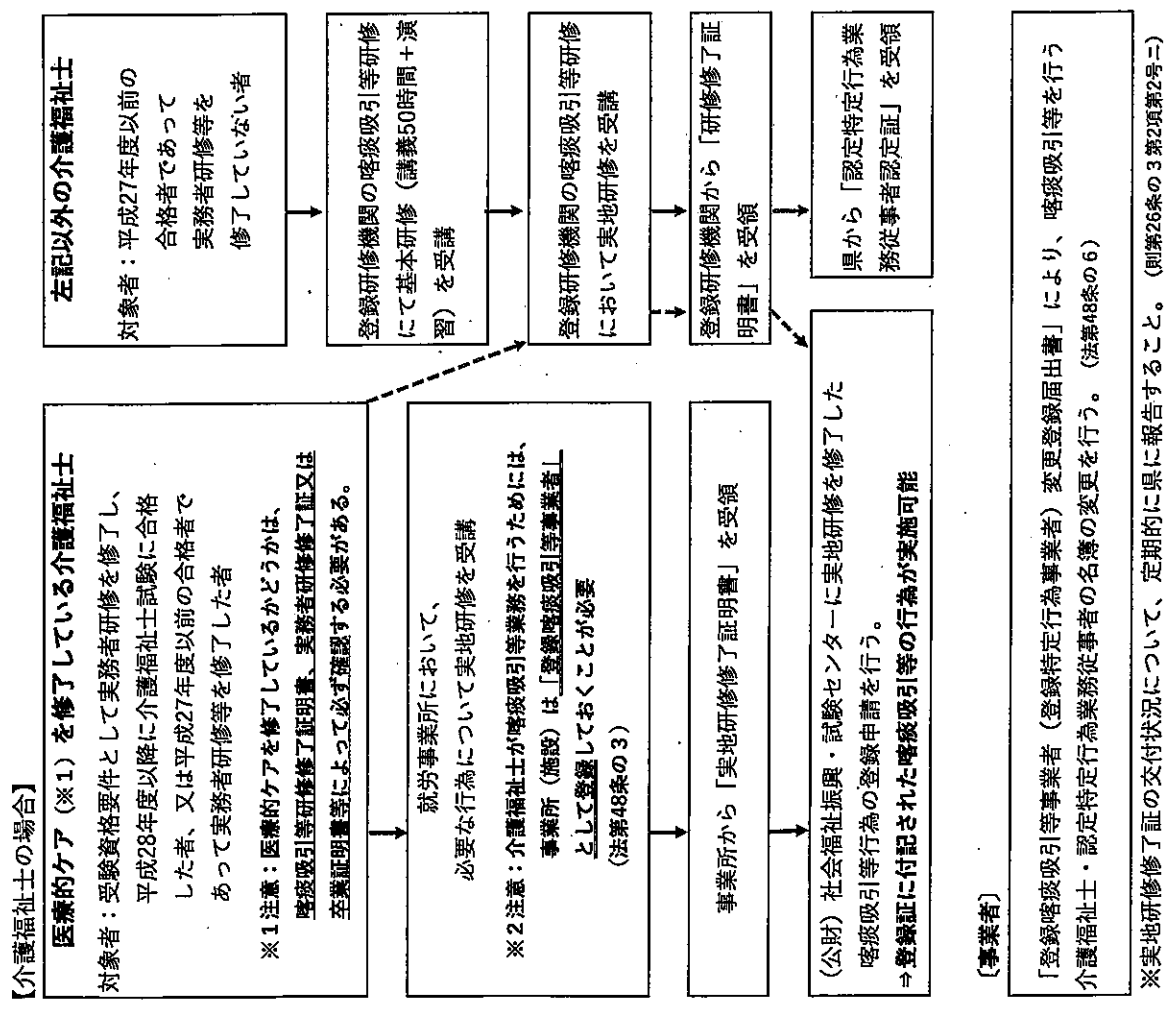 【介護福祉士の場合】
医療的ケア（※1）を修了している介護福祉士
対象者：受験資格要件として実務者研修を修了し、
平成28年度以降に介護福祉士試験に合格
した者、又は平成27年度以前の合格者で
あって実務者研修等を修了した者
※1注意：医療的ケアを修了しているかどうかは、
喀痰吸引等研修修了証明書、実務者研修修了証又は
卒業証明書等によって必ず確認する必要がある。
左記以外の介護福祉士
対象者：平成27年度以前の
合格者であって
実務者研修等を
修了していない者
登録研修機関の喀痰吸引等研修
にて基本研修（講義50時間＋演
習）を受講
就労事業所において、
必要な行為について実地研修を受講
※2注意：介護福祉士が喀痰吸引等業務を行うためには、
事業所（施設）は「登録喀痰吸引等事業者」
として登録しておくことが必要
（法第48条の3）
登録研修機関の喀痰吸引等研修
において実地研修を受講
事業所から「実地研修修了証明書」を受領
登録研修機関から「研修修了証
明書」を受領
（公財）社会福祉振興・試験センターに実地研修を修了した
喀痰吸引等行為の登録申請を行う。
⇒登録証に付記された喀痰吸引等の行為が実施可能
県から「認定特定行為業
務従事者認定証」を受領
〔事業者〕
「登録喀痰吸引等事業者（登録特定行為事業者）変更登録届出書」により、喀痰吸引等を行う
介護福祉士・認定特定行為業務従事者の名簿の変更を行う。（法第48条の6）
※実地研修修了証の交付状況について、定期的に県に報告すること。（則第26条の3第2項第2号ニ）